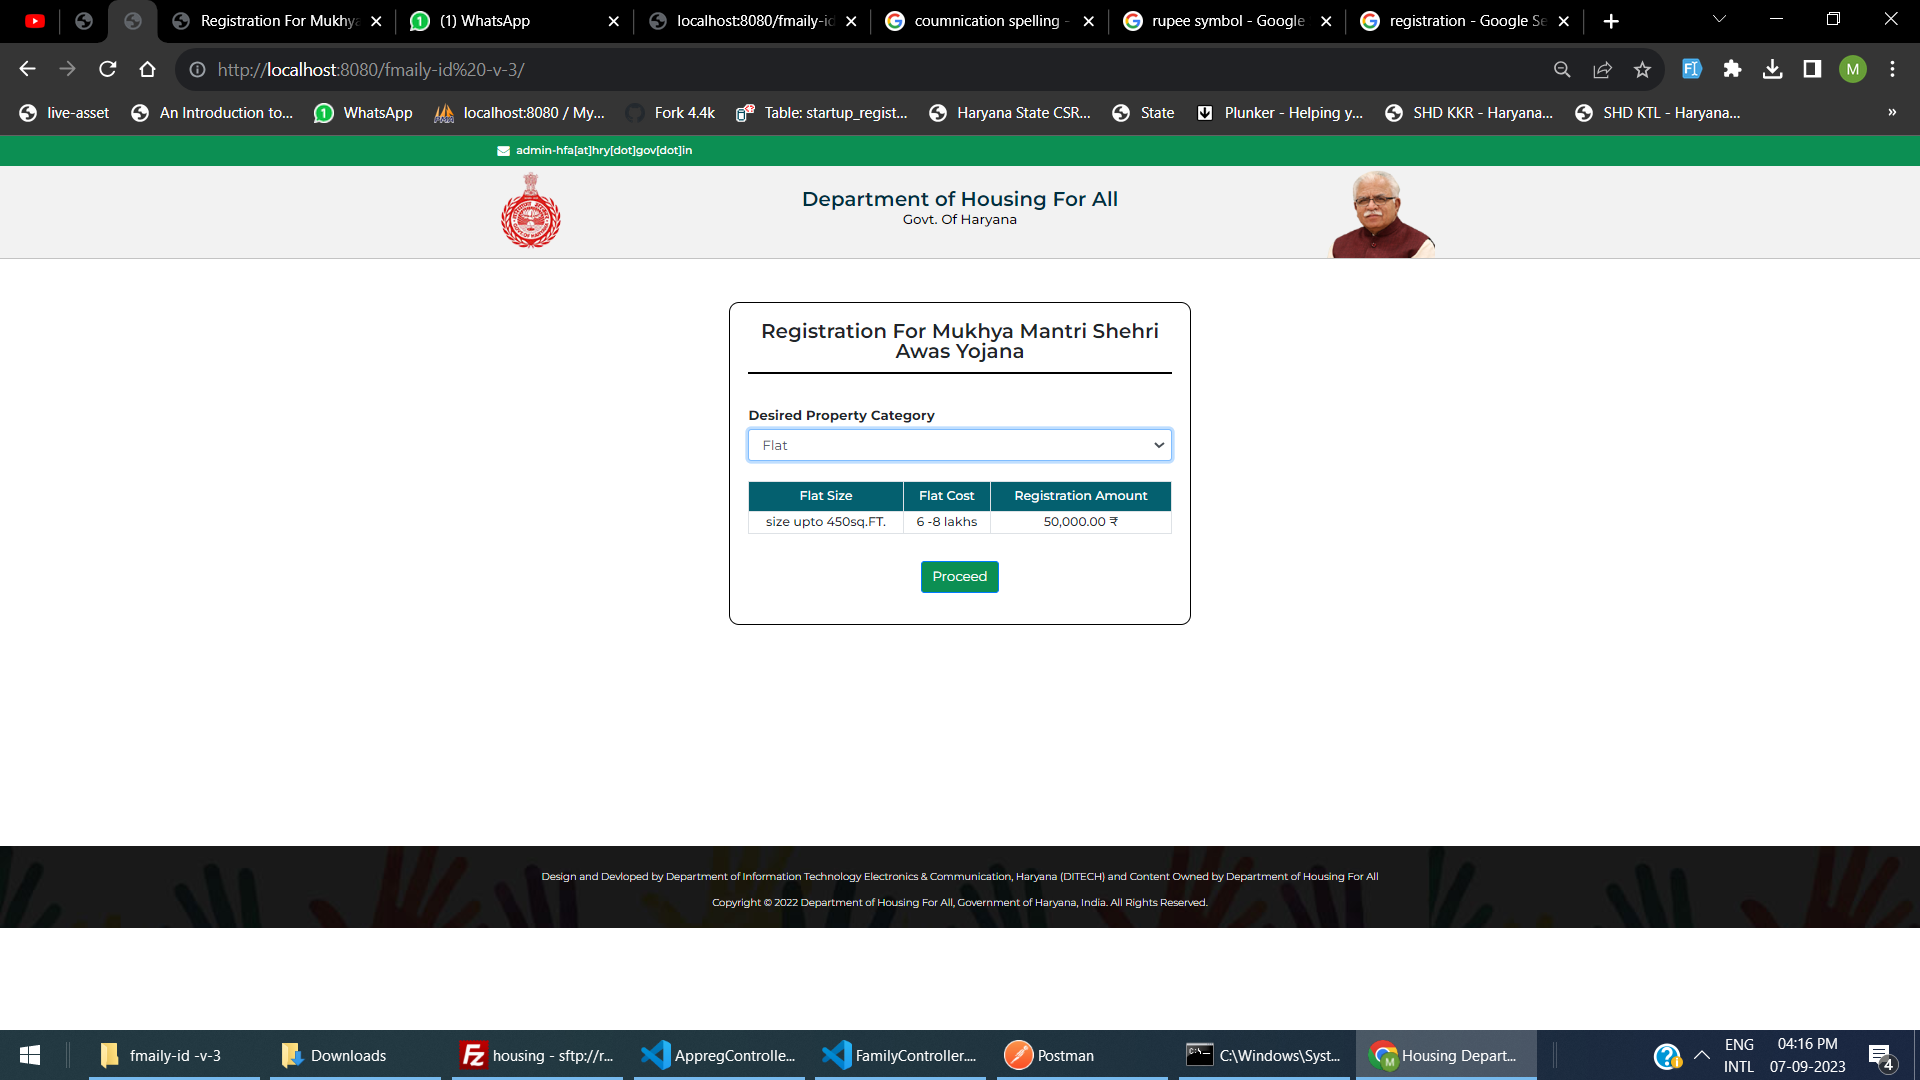 Registration For Mukhya
(1) WhatsApp
localhost:8080/fmaily-id
coumnication spelling -
rupee symbol - Google
registration - Google Se
http://localhost:8080/fmaily-id%20-v-3/
M
live-asset
An Introduction to...
WhatsApp
localhost:8080 / My...
Fork 4.4k
Table: startup_regist...
Haryana State CSR...
State
Plunker - Helping y...
SHD KKR - Haryana...
SHD KTL - Haryana...
»
admin-hfa[at]hry[dot]gov[dot]in
Department of Housing For All
Govt. Of Haryana
Registration For Mukhya Mantri Shehri
Awas Yojana
Desired Property Category
Flat
Flat Size Flat Cost Registration Amount
size upto 450sq.FT. 6 -8 lakhs 50,000.00 ₹
Proceed
Design and Devloped by Department of Information Technology Electronics & Communication, Haryana (DITECH) and Content Owned by Department of Housing For All
Copyright © 2022 Department of Housing For All, Government of Haryana, India. All Rights Reserved.
fmaily-id -v-3
Downloads
housing - sftp://r...
AppregControlle...
FamilyController....
Postman
C:\Windows\Syst...
Housing Depart...
ENG
INTL
04:16 PM
07-09-2023
4